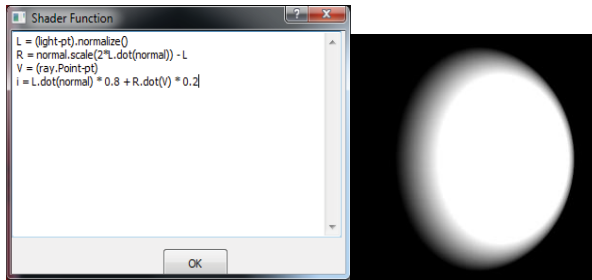 Shader Function
L = (light-pt).normalize()
R = normal.scale(2*L.dot(normal)) - L
V = (ray.Point-pt)
i = L.dot(normal) * 0.8 + R.dot(V) * 0.2
OK